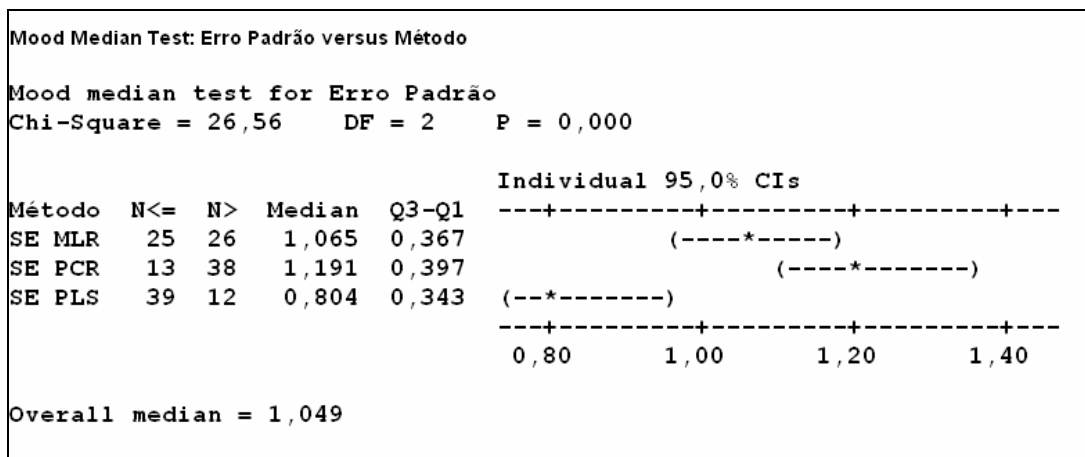 Mood Median Test: Erro Padrão versus Método
Mood median test for Erro Padrão
Chi-Square = 26,56    DF = 2    P = 0,000
                                Individual 95,0% CIs
Método  N<=  N>  Median  Q3-Q1  ---+---------+---------+---------+---
SE MLR   25  26   1,065  0,367             (----*-----)
SE PCR   13  38   1,191  0,397                    (----*-------)
SE PLS   39  12   0,804  0,343  (--*-------)
                                ---+---------+---------+---------+---
                                 0,80      1,00      1,20      1,40
Overall median = 1,049